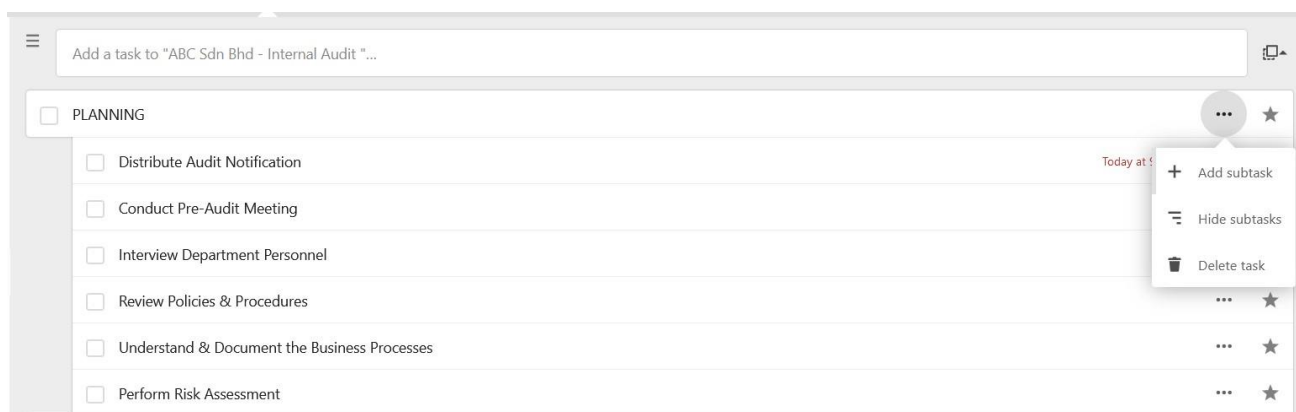 Add a task to "ABC Sdn Bhd - Internal Audit "...
PLANNING
Distribute Audit Notification
Today at
Add subtask
Conduct Pre-Audit Meeting
Hide subtasks
Interview Department Personnel
Delete task
Review Policies & Procedures
Understand & Document the Business Processes
Perform Risk Assessment